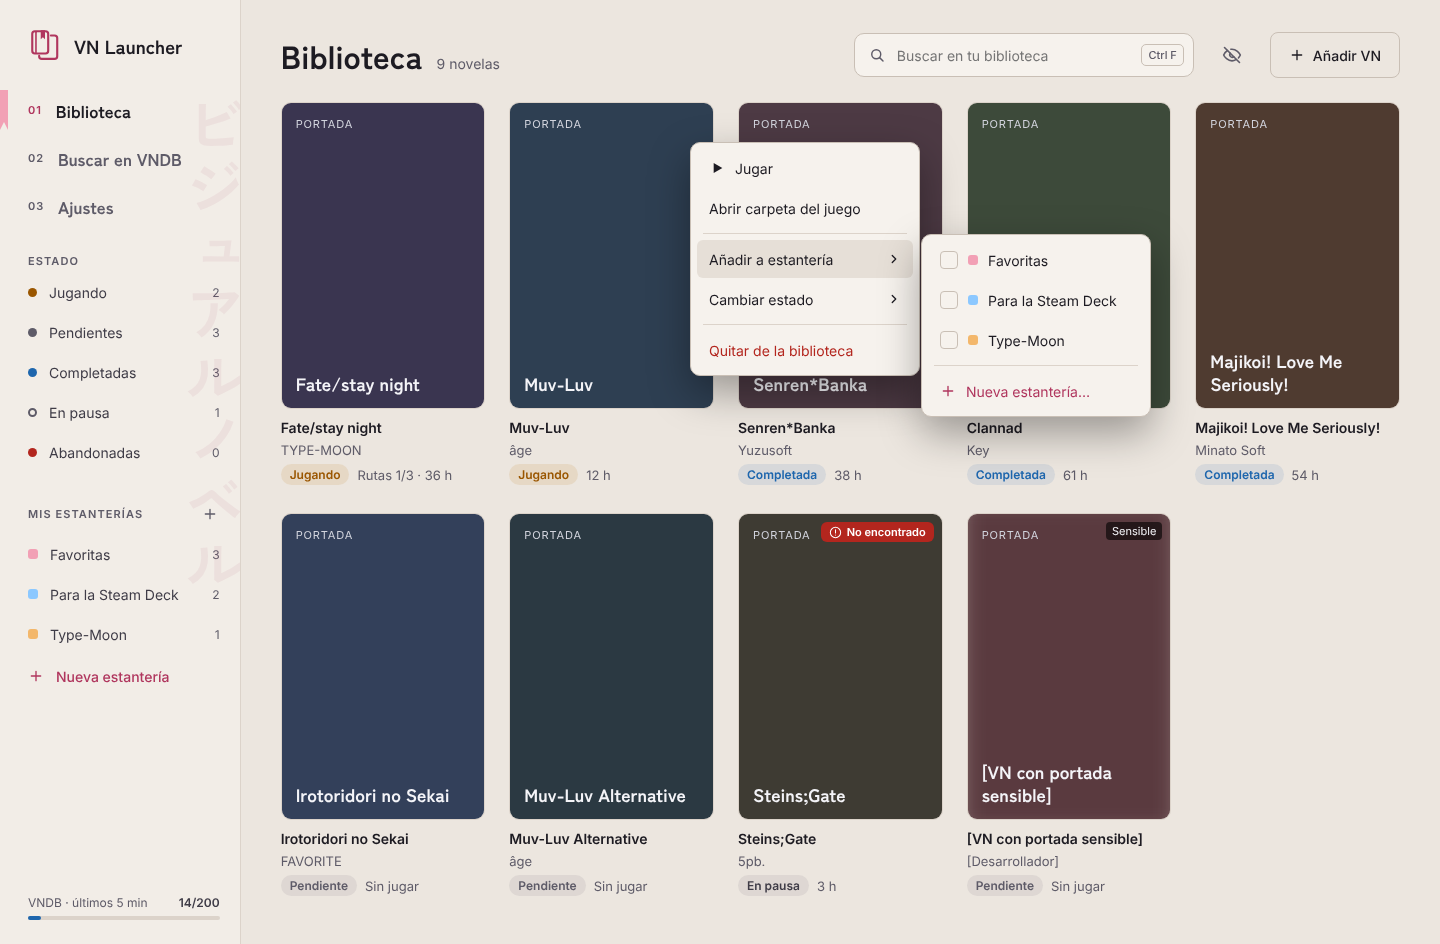 VN Launcher
01 Biblioteca
02 Buscar en VNDB
03 Ajustes
ビジュアルノベル
ESTADO
Jugando 2
Pendientes 3
Completadas 3
En pausa 1
Abandonadas 0
MIS ESTANTERÍAS +
Favoritas 3
Para la Steam Deck 2
Type-Moon 1
+ Nueva estantería
VNDB · últimos 5 min 14/200
Biblioteca 9 novelas
Buscar en tu biblioteca Ctrl F
+ Añadir VN
PORTADA
Fate/stay night
Fate/stay night
TYPE-MOON
Jugando Rutas 1/3 · 36 h
PORTADA
Muv-Luv
Muv-Luv
âge
Jugando 12 h
PORTADA
Senren*Banka
Senren*Banka
Yuzusoft
Completada 38 h
PORTADA
Clannad
Key
Completada 61 h
PORTADA
Majikoi! Love Me
Seriously!
Majikoi! Love Me Seriously!
Minato Soft
Completada 54 h
Jugar
Abrir carpeta del juego
Añadir a estantería
Cambiar estado
Quitar de la biblioteca
Favoritas
Para la Steam Deck
Type-Moon
+ Nueva estantería...
PORTADA
Irotoridori no Sekai
Irotoridori no Sekai
FAVORITE
Pendiente Sin jugar
PORTADA
Muv-Luv Alternative
Muv-Luv Alternative
âge
Pendiente Sin jugar
PORTADA No encontrado
Steins;Gate
Steins;Gate
5pb.
En pausa 3 h
PORTADA Sensible
[VN con portada
sensible]
[VN con portada sensible]
[Desarrollador]
Pendiente Sin jugar